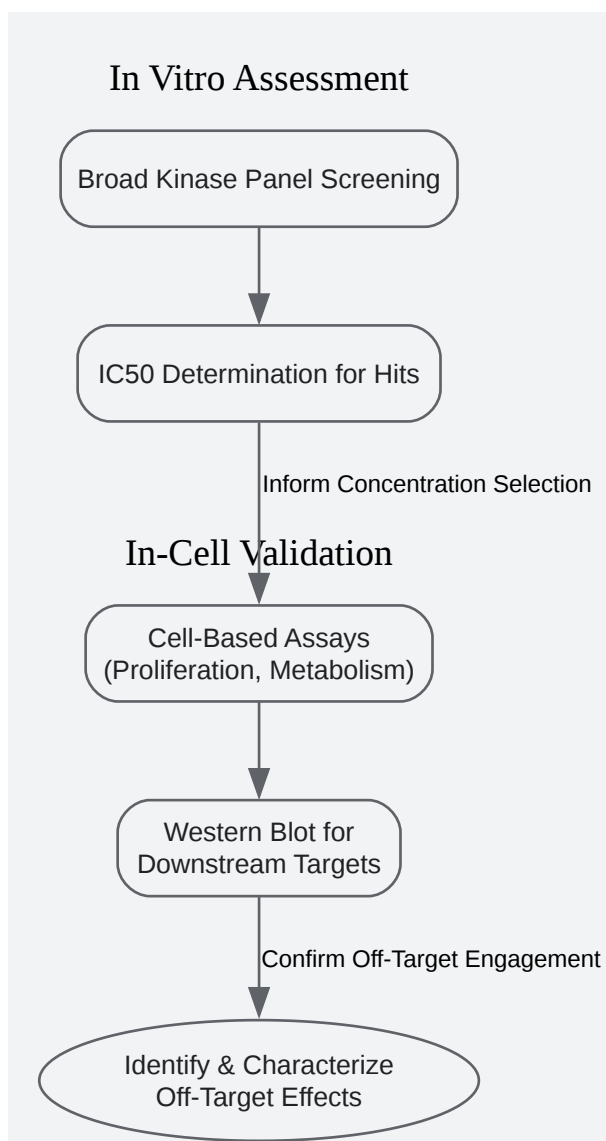 In Vitro Assessment
Broad Kinase Panel Screening
IC50 Determination for Hits
Inform Concentration Selection
In-Cell Validation
Cell-Based Assays
(Proliferation, Metabolism)
Western Blot for
Downstream Targets
Confirm Off-Target Engagement
Identify & Characterize
Off-Target Effects